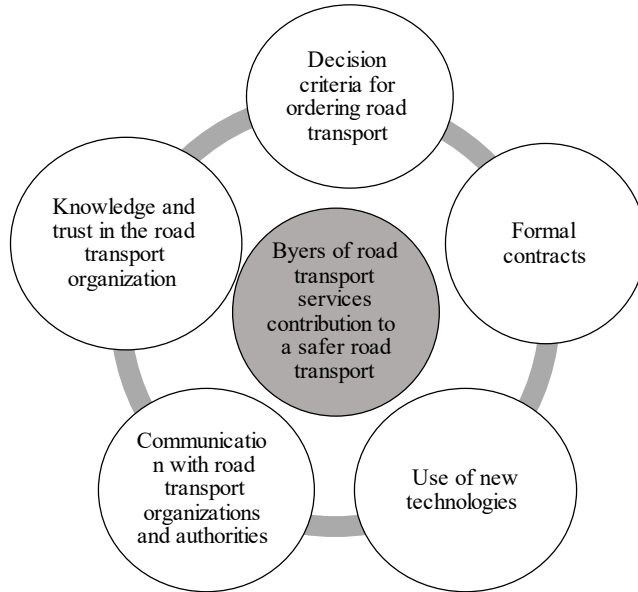 Decision
criteria for
ordering road
transport
Knowledge and
trust in the road
transport
organization
Formal
contracts
Byers of road
transport
services
contribution to
a safer road
transport
Communicatio
n with road
transport
organizations
and authorities
Use of new
technologies